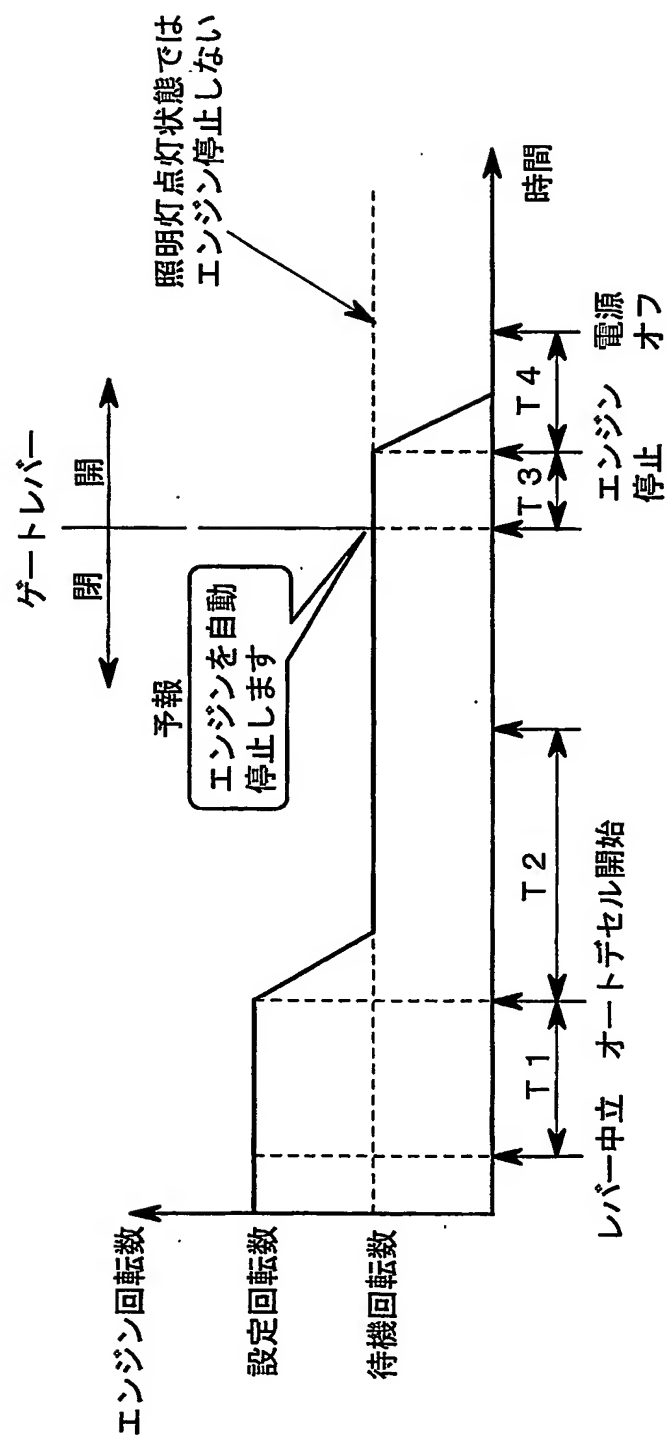 ゲートレバー
閉
開
予報
エンジンを自動
停止します
照明灯点灯状態では
エンジン停止しない
エンジン回転数
設定回転数
待機回転数
時間
T1
T2
T3
T4
レバー中立
オートデセル開始
エンジン
停止
電源
オフ